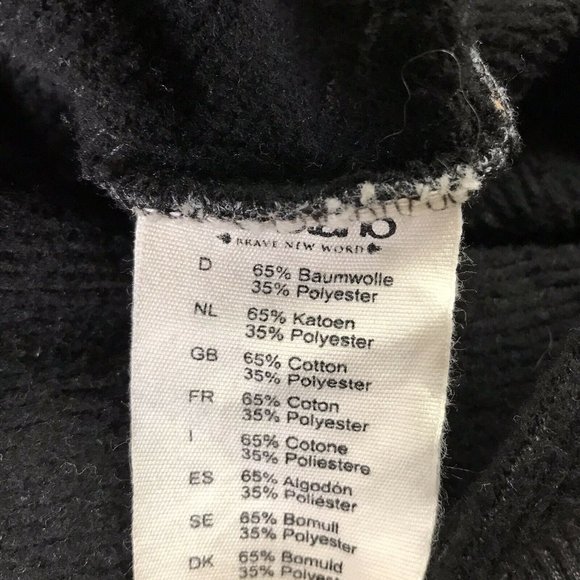 BRAVE NEW WORD
D 65% Baumwolle
35% Polyester
NL 65% Katoen
35% Polyester
GB 65% Cotton
35% Polyester
FR 65% Coton
35% Polyester
I 65% Cotone
35% Poliestere
ES 65% Algodón
35% Poliéster
SE 65% Bomull
35% Polyester
DK 65% Bomuld
35% Polyester